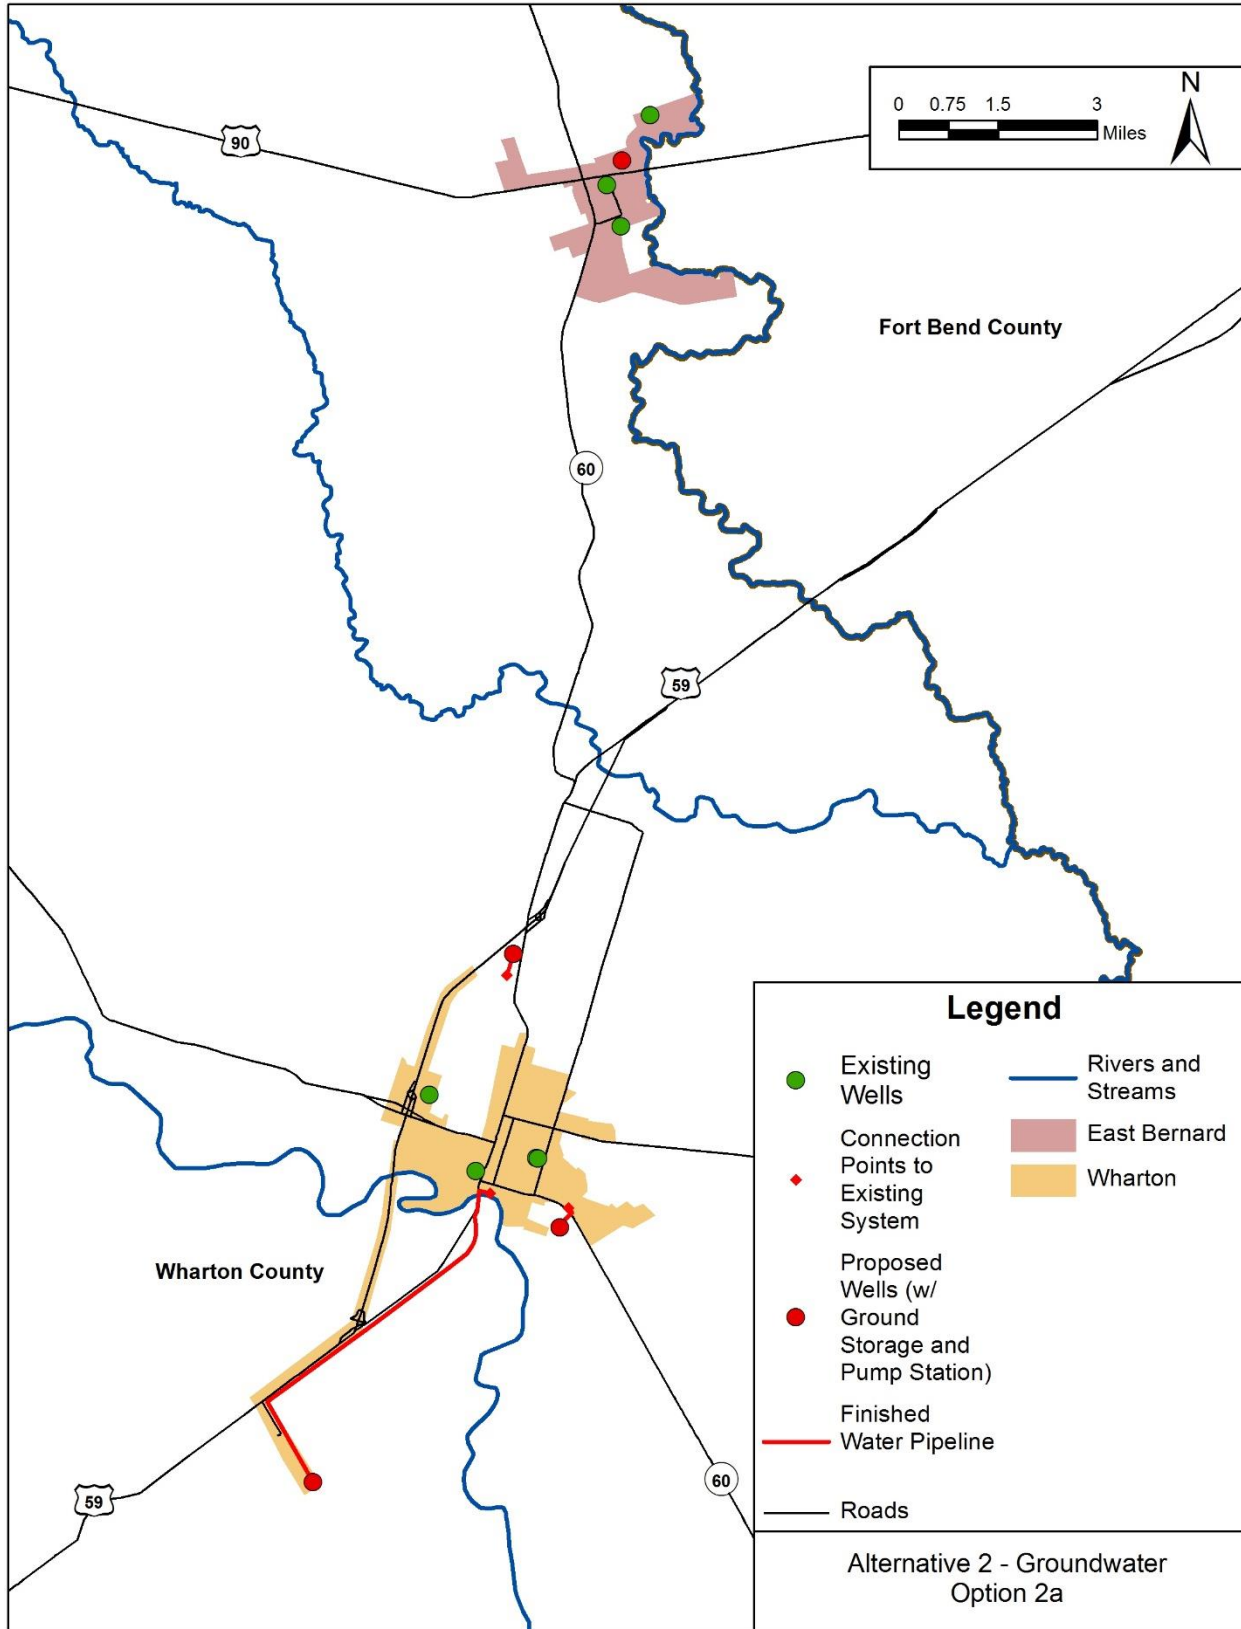 N
0 0.75 1.5 3
Miles
90
Fort Bend County
60
59
Wharton County
59
60
Legend
Existing
Wells
Connection
Points to
Existing
System
Proposed
Wells (w/
Ground
Storage and
Pump Station)
Finished
Water Pipeline
Roads
Rivers and
Streams
East Bernard
Wharton
Alternative 2 - Groundwater
Option 2a